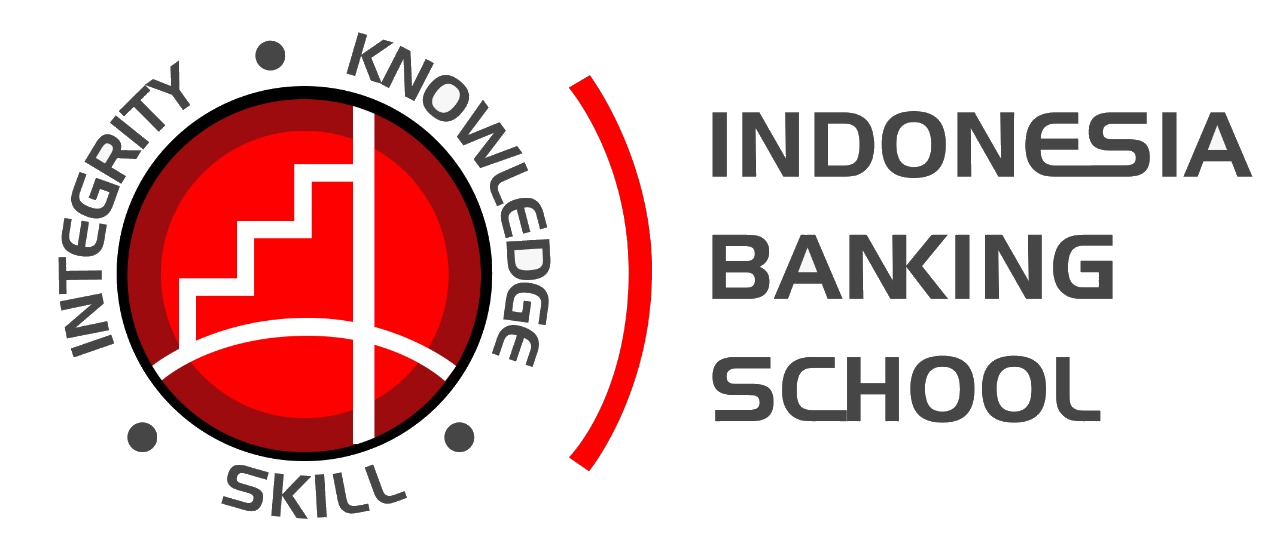 INTEGRITY
KNOWLEDGE
SKILL
INDONESIA
BANKING
SCHOOL